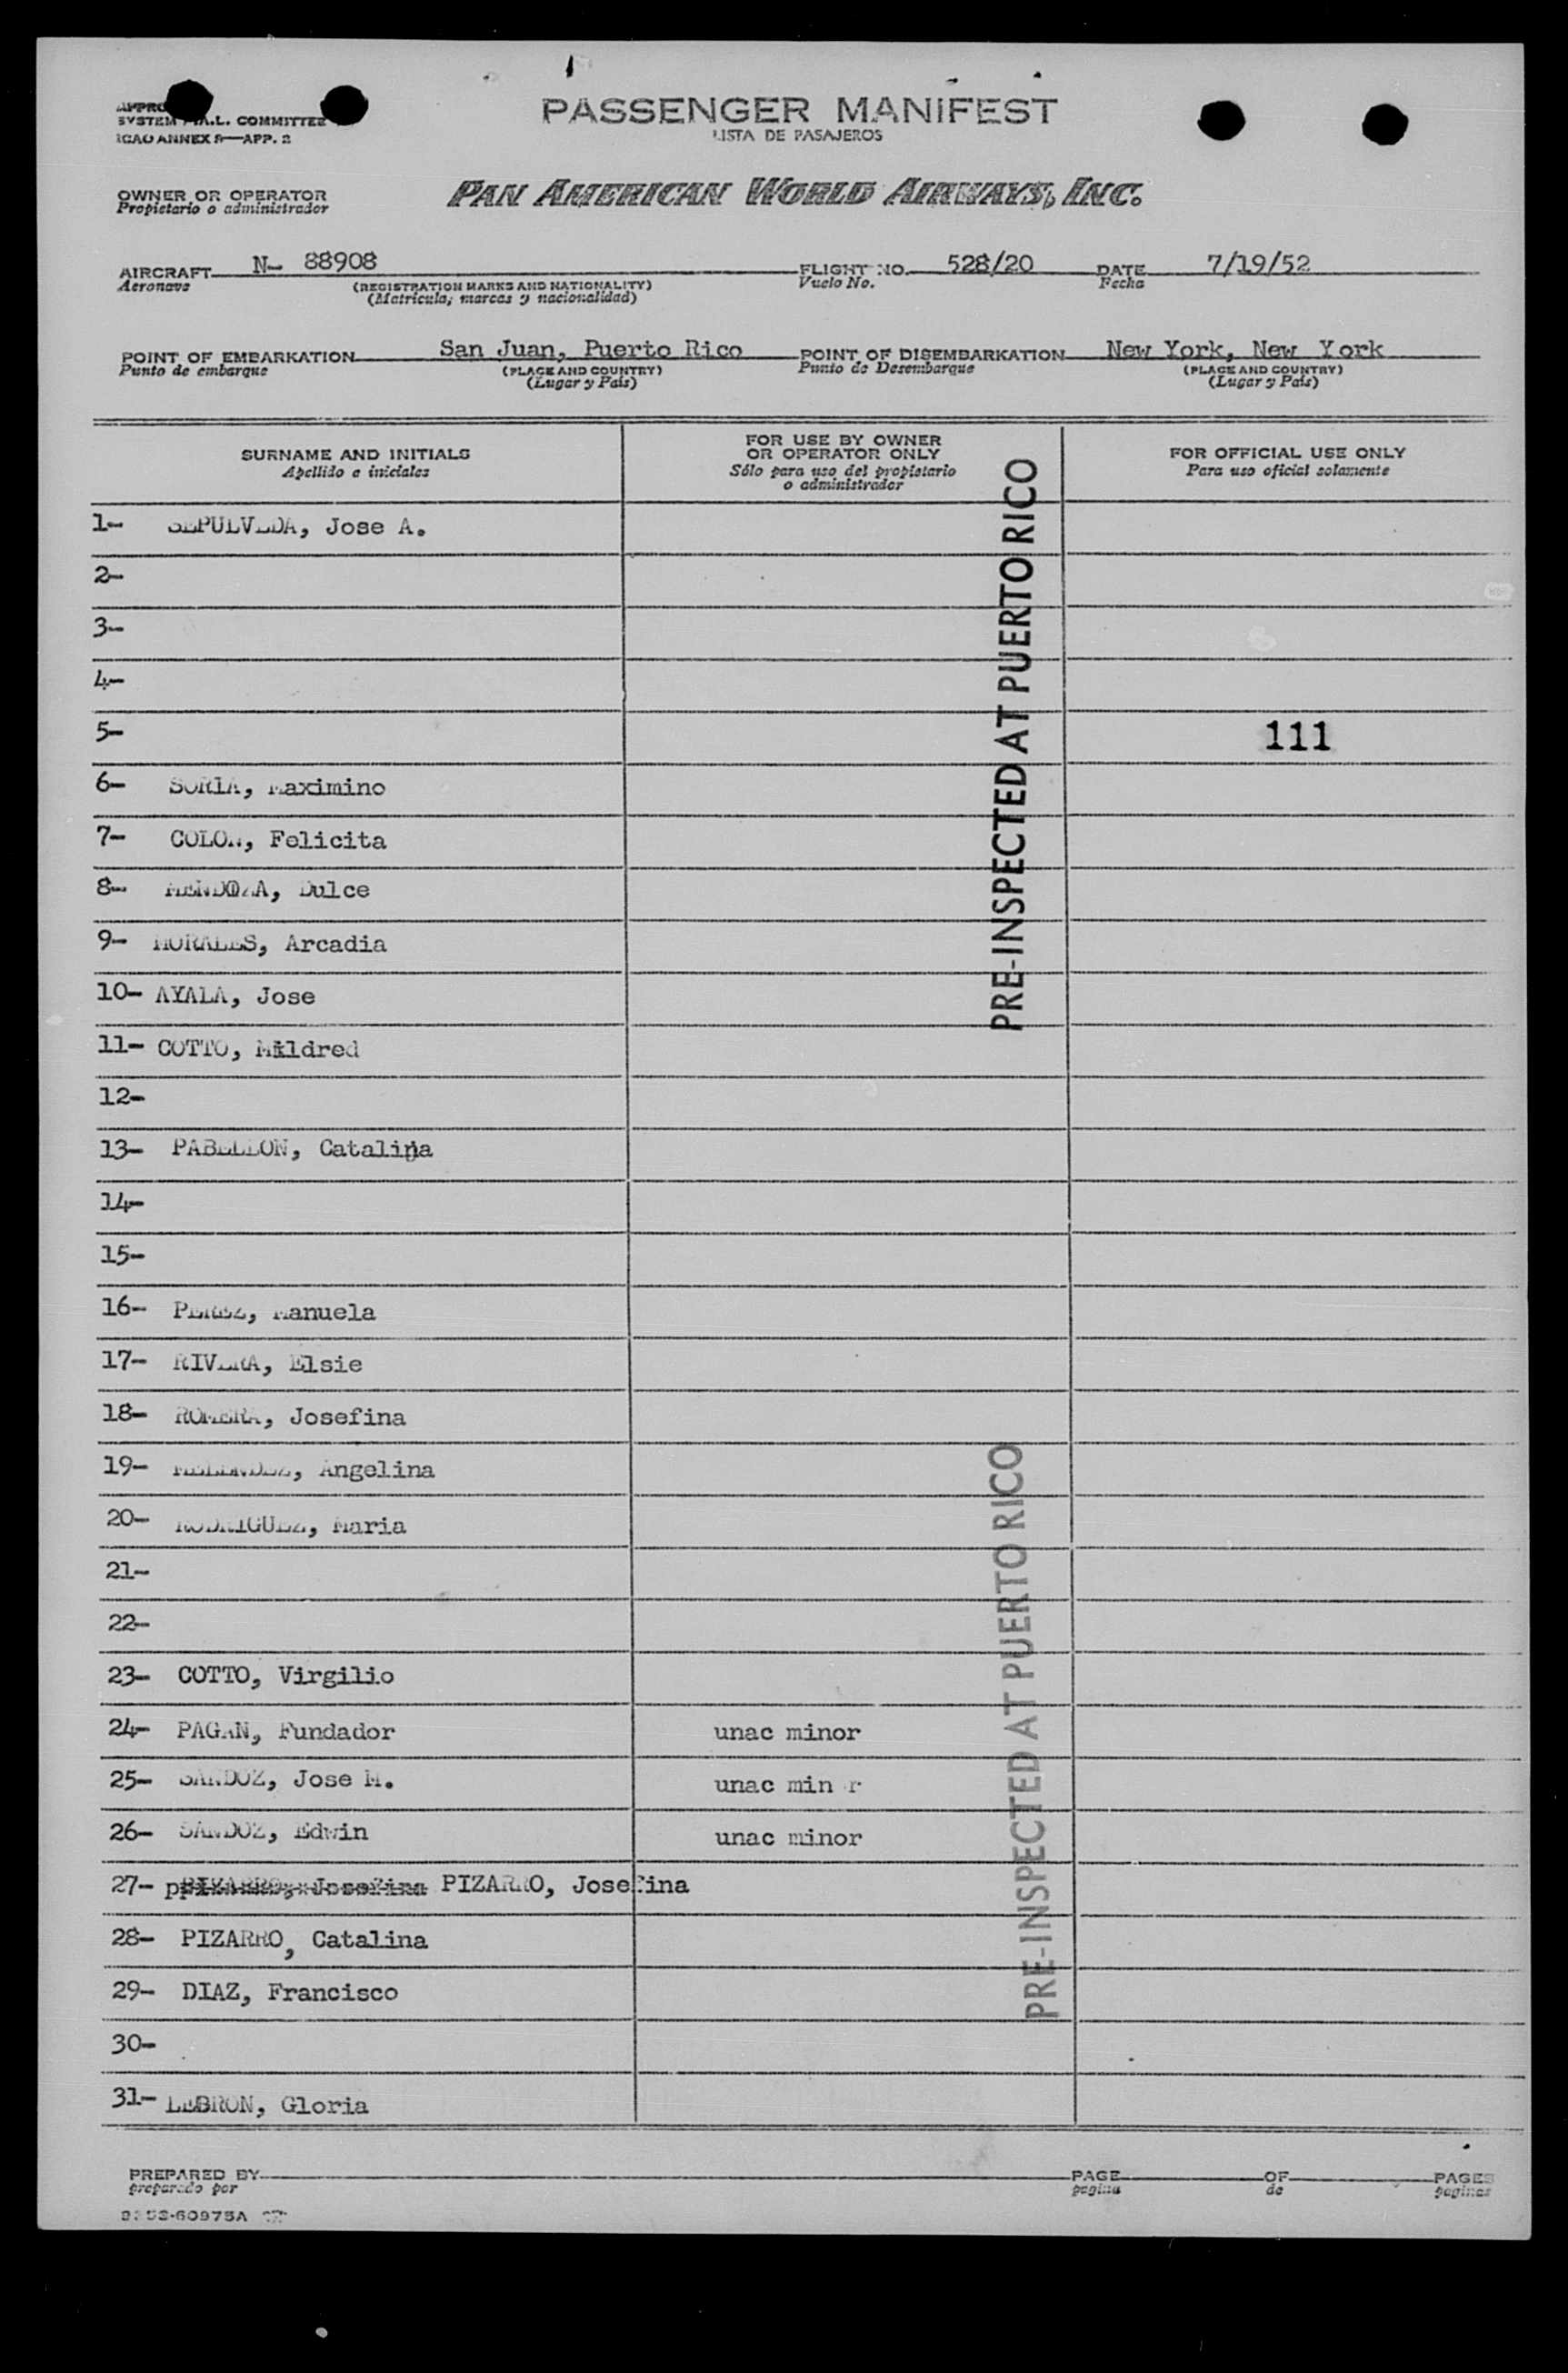 PASSENGER MANIFEST
LISTA DE PASAJEROS
SYSTEM A.L. COMMITTEE
ICAO ANNEX 9—APP. 2
OWNER OR OPERATOR
Propietario o administrador
PAN AMERICAN WORLD AIRWAYS, INC.
AIRCRAFT N- 88908 FLIGHT NO. 528/20 DATE 7/19/52
Aeronave (REGISTRATION MARKS AND NATIONALITY) Vuelo No. Fecha
(Matricula, marcas y nacionalidad)
POINT OF EMBARKATION San Juan, Puerto Rico POINT OF DISEMBARKATION New York, New York
Punto de embarque (PLACE AND COUNTRY) Punto de Desembarque (PLACE AND COUNTRY)
(Lugar y País) (Lugar y País)
SURNAME AND INITIALS
Apellido e iniciales
FOR USE BY OWNER
OR OPERATOR ONLY
Sólo para uso del propietario
o administrador
FOR OFFICIAL USE ONLY
Para uso oficial solamente
1- SEPULVEDA, Jose A.
2-
3-
4-
5- 111
6- SORIA, Maximino
7- COLON, Felicita
8- MENDOZA, Dulce
9- MORALES, Arcadia
10- AYALA, Jose
11- COTTO, Mildred
12-
13- PABELLON, Catalina
14-
15-
16- PEREZ, Manuela
17- RIVERA, Elsie
18- ROMERA, Josefina
19- MELENDEZ, Angelina
20- RODRIGUEZ, Maria
21-
22-
23- COTTO, Virgilio
24- PAGAN, Fundador unac minor
25- SANDOZ, Jose M. unac min r
26- SANDOZ, Edwin unac minor
27- PIZARRO, Josefina
28- PIZARRO, Catalina
29- DIAZ, Francisco
30-
31- LEBRON, Gloria
PRE-INSPECTED AT PUERTO RICO
PRE-INSPECTED AT PUERTO RICO
PREPARED BY PAGE OF PAGES
preparado por pagina de paginas